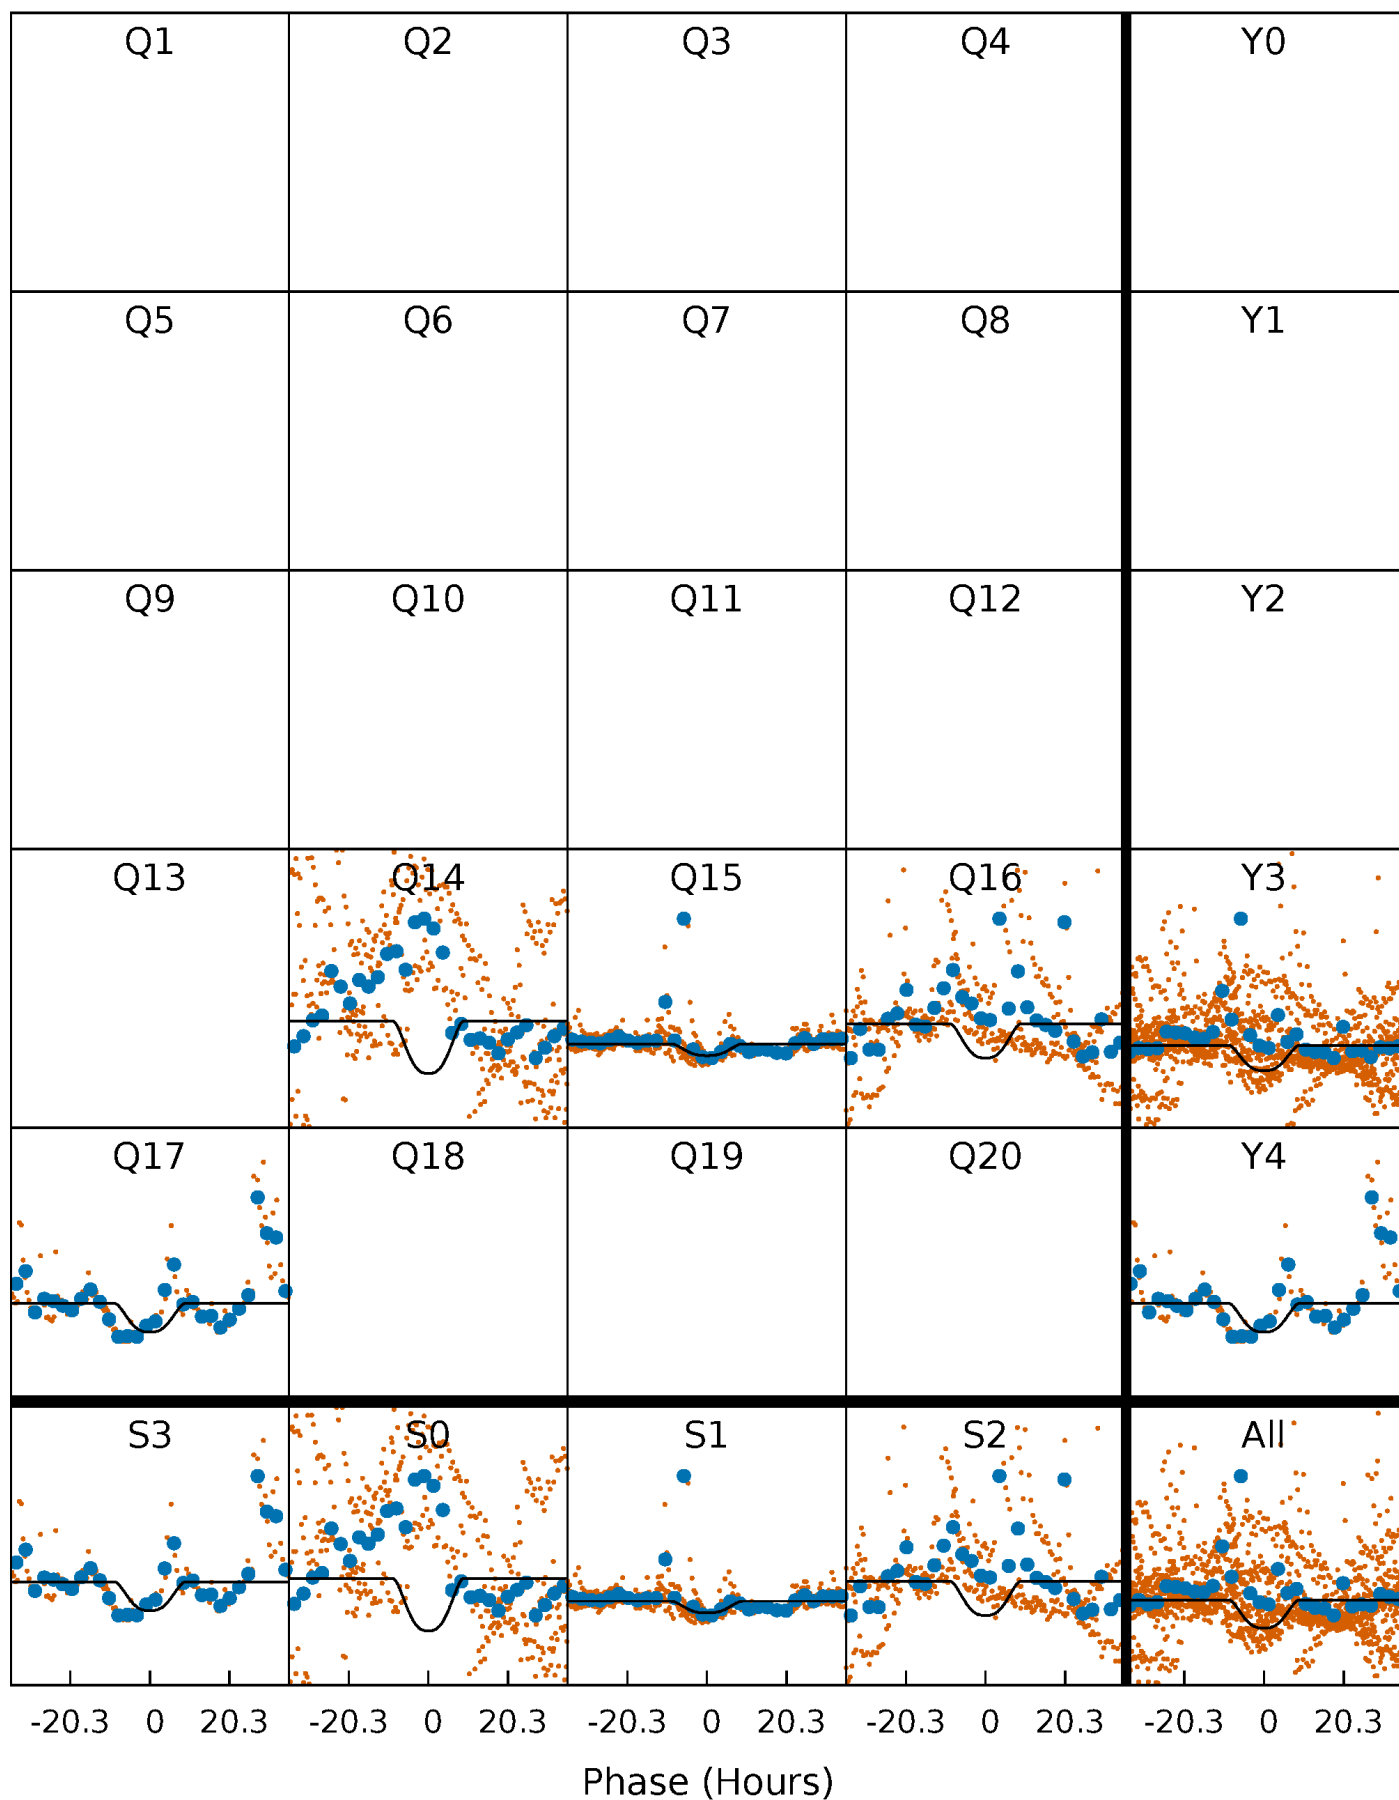 Q1 Q2 Q3 Q4 Y0
Q5 Q6 Q7 Q8 Y1
Q9 Q10 Q11 Q12 Y2
Q13 Q14 Q15 Q16 Y3
Q17 Q18 Q19 Q20 Y4
S3 S0 S1 S2 All
-20.3 0 20.3 -20.3 0 20.3 -20.3 0 20.3 -20.3 0 20.3 -20.3 0 20.3
Phase (Hours)